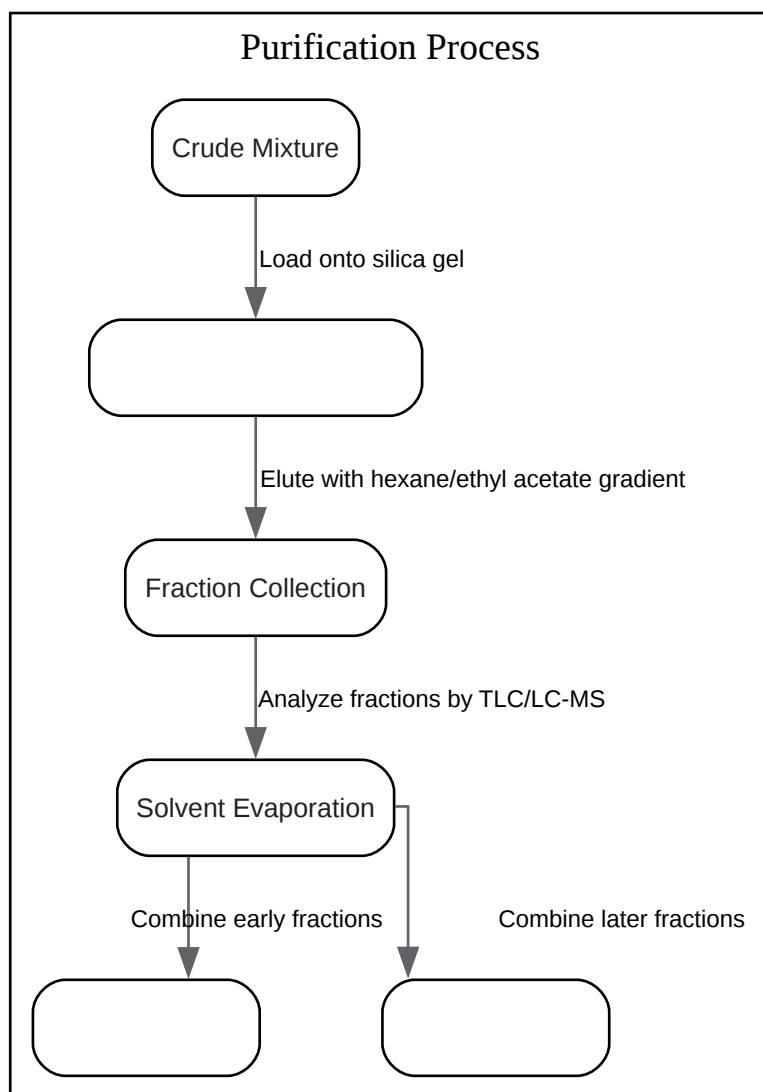 Purification Process
Crude Mixture
Load onto silica gel
Elute with hexane/ethyl acetate gradient
Fraction Collection
Analyze fractions by TLC/LC-MS
Solvent Evaporation
Combine early fractions
Combine later fractions